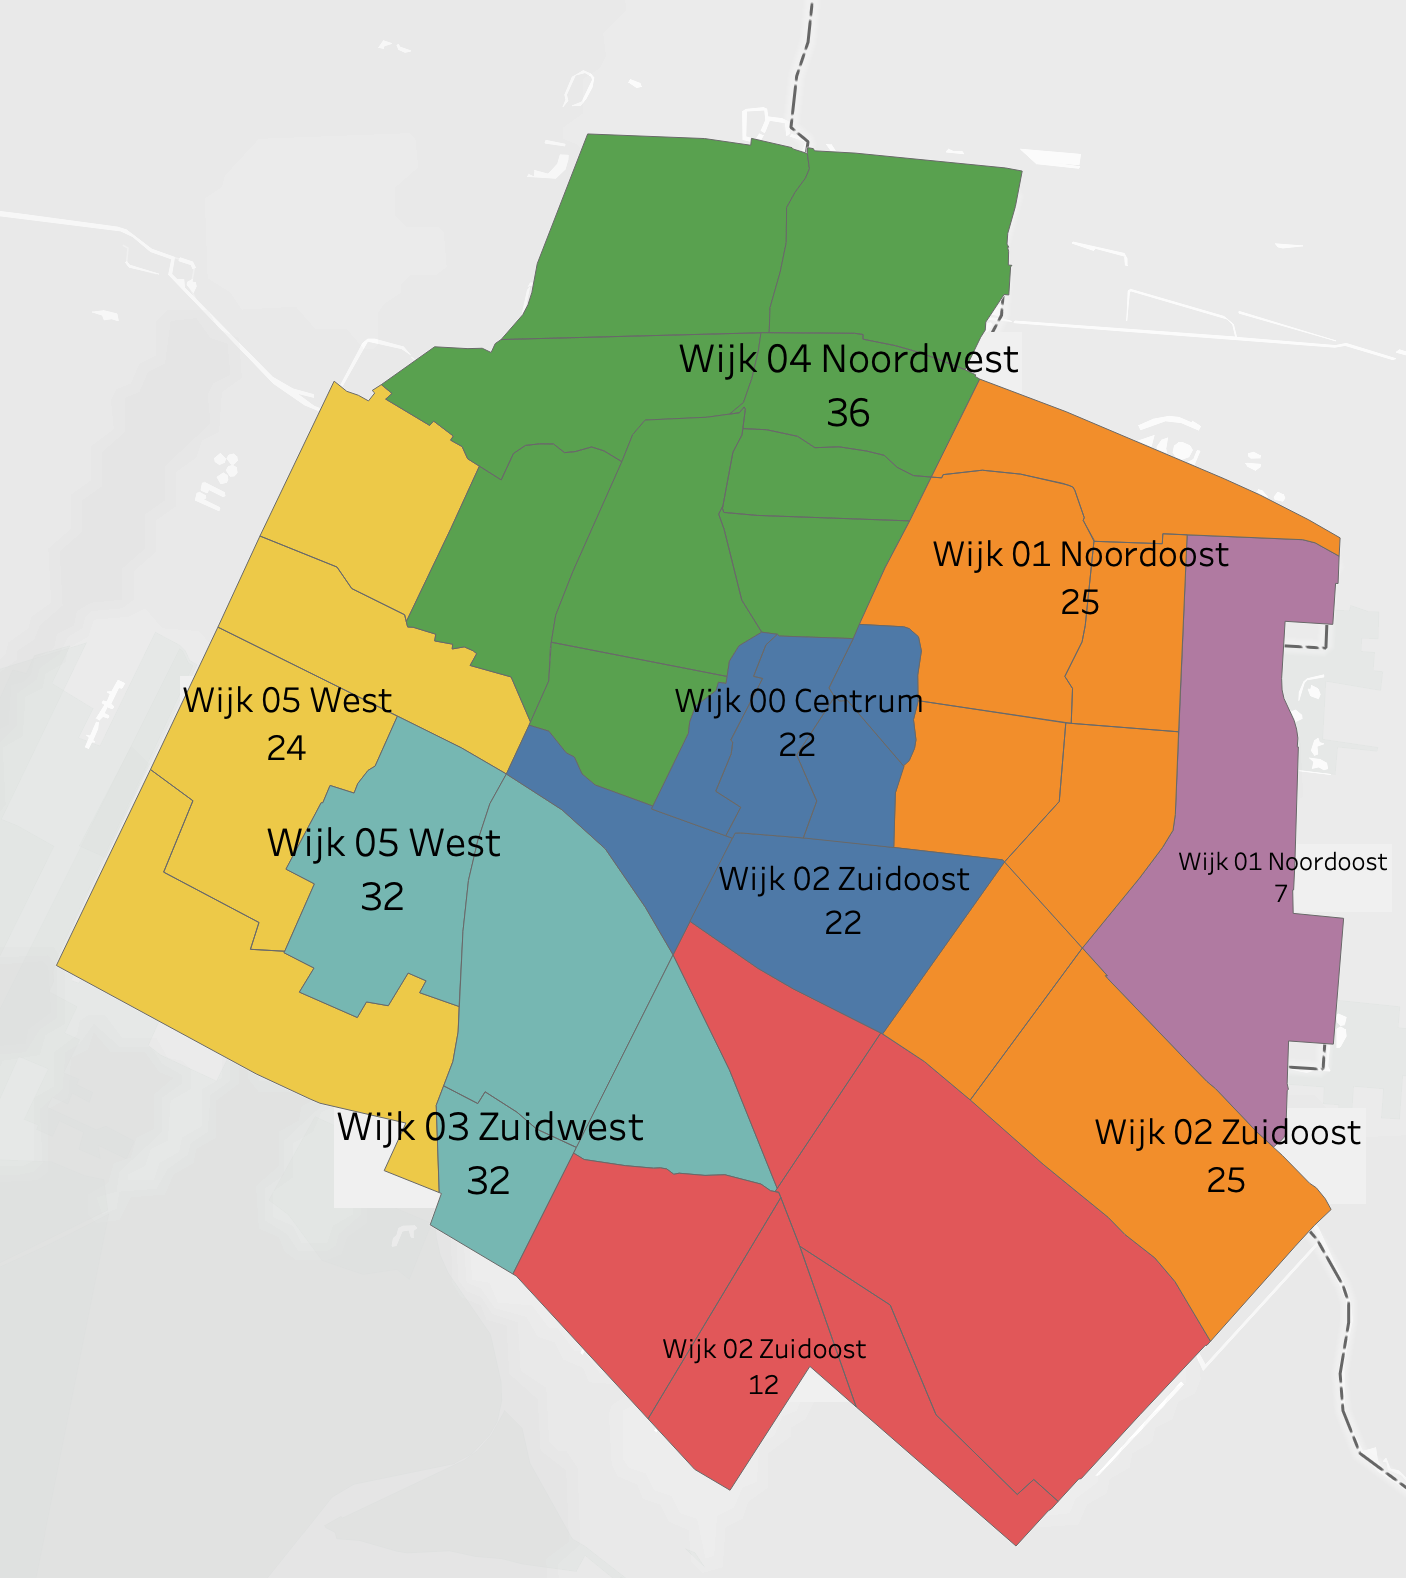 Wijk 04 Noordwest
36
Wijk 01 Noordoost
25
Wijk 05 West
24
Wijk 00 Centrum
22
Wijk 05 West
32
Wijk 02 Zuidoost
22
Wijk 01 Noordoost
7
Wijk 03 Zuidwest
32
Wijk 02 Zuidoost
25
Wijk 02 Zuidoost
12